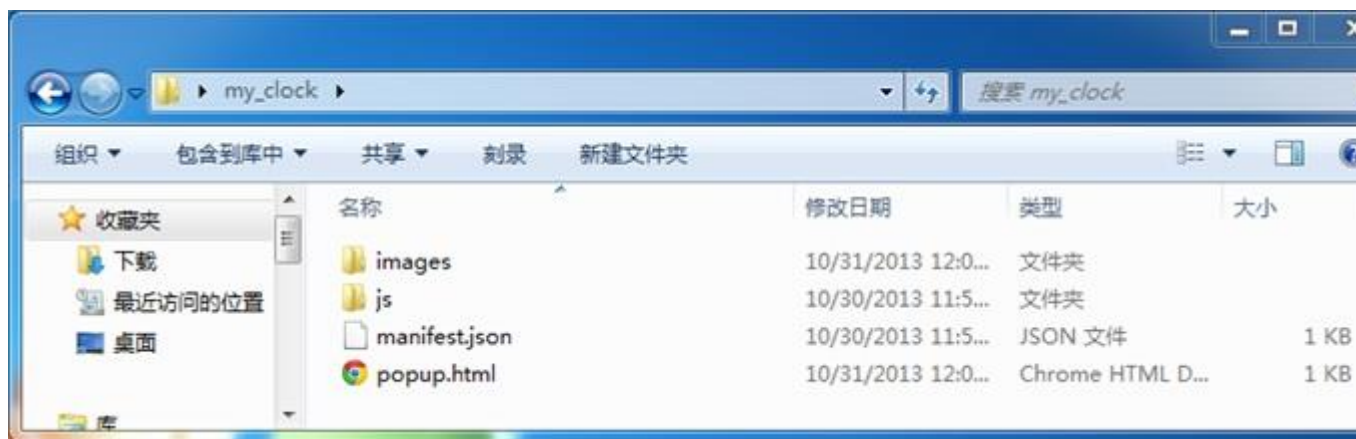 my_clock
搜索 my_clock
组织 包含到库中 共享 刻录 新建文件夹
收藏夹 名称 修改日期 类型 大小
下载 images 10/31/2013 12:0... 文件夹
最近访问的位置 js 10/30/2013 11:5... 文件夹
桌面 manifest.json 10/30/2013 11:5... JSON 文件 1 KB
popup.html 10/31/2013 12:0... Chrome HTML D... 1 KB
库